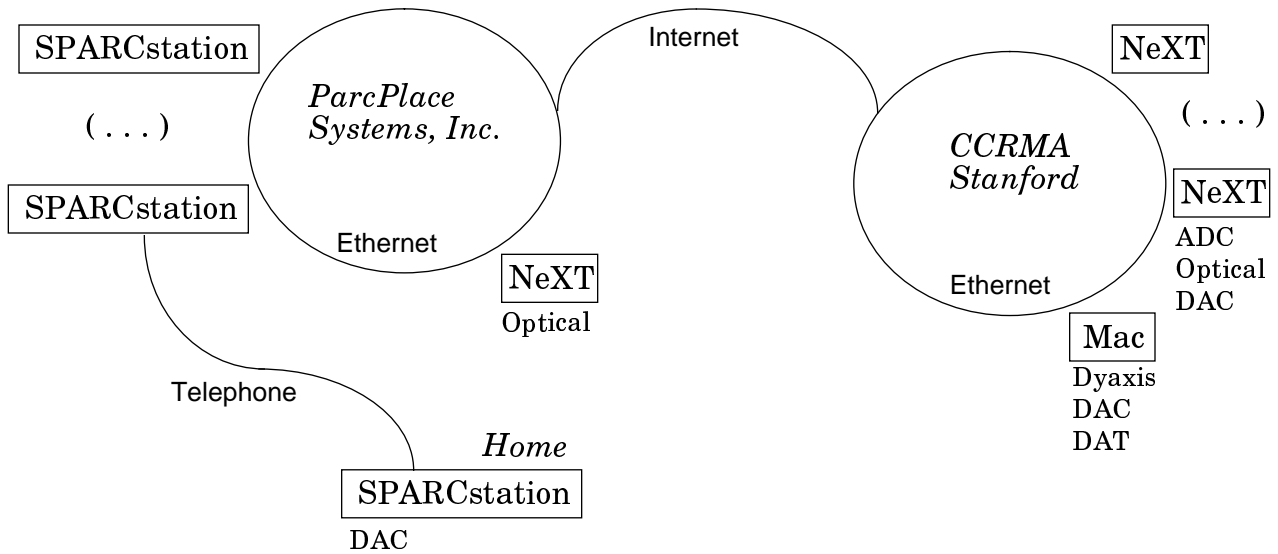 SPARCstation
( . . . )
SPARCstation
ParcPlace
Systems, Inc.
Ethernet
NeXT
Optical
Internet
Telephone
Home
SPARCstation
DAC
CCRMA
Stanford
Ethernet
NeXT
( . . . )
NeXT
ADC
Optical
DAC
Mac
Dyaxis
DAC
DAT